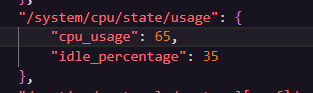 "/system/cpu/state/usage": {
"cpu_usage": 65,
"idle_percentage": 35
},